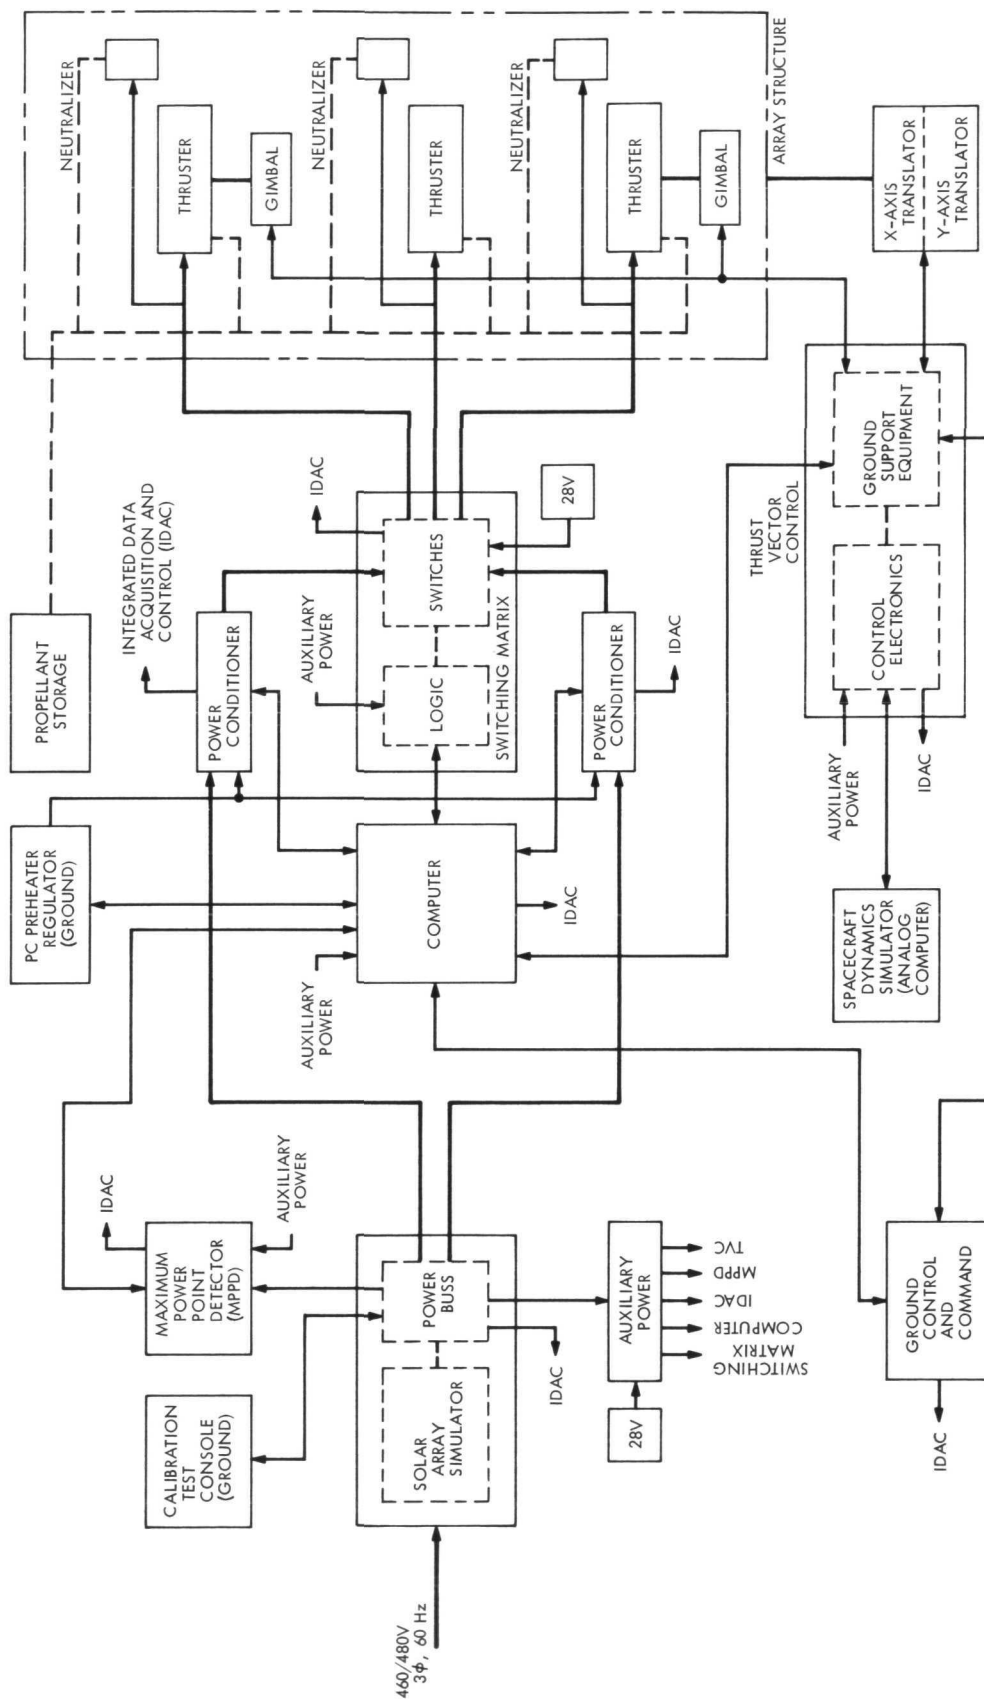 460/480V
3ϕ, 60 Hz
CALIBRATION
TEST
CONSOLE
(GROUND)
MAXIMUM
POWER
POINT
DETECTOR
(MPPD)
IDAC
AUXILIARY
POWER
SOLAR
ARRAY
SIMULATOR
POWER
BUSS
IDAC
28V
AUXILIARY
POWER
SWITCHING
MATRIX
COMPUTER
IDAC
MPPD
TVC
GROUND
CONTROL
AND
COMMAND
IDAC
PC PREHEATER
REGULATOR
(GROUND)
AUXILIARY
POWER
COMPUTER
IDAC
SPACECRAFT
DYNAMICS
SIMULATOR
(ANALOG
COMPUTER)
PROPELLANT
STORAGE
INTEGRATED DATA
ACQUISITION AND
CONTROL (IDAC)
POWER
CONDITIONER
AUXILIARY
POWER
IDAC
LOGIC
SWITCHES
SWITCHING MATRIX
28V
POWER
CONDITIONER
IDAC
THRUST
VECTOR
CONTROL
CONTROL
ELECTRONICS
GROUND
SUPPORT
EQUIPMENT
AUXILIARY
POWER
IDAC
NEUTRALIZER
THRUSTER
GIMBAL
NEUTRALIZER
THRUSTER
NEUTRALIZER
THRUSTER
GIMBAL
ARRAY STRUCTURE
X-AXIS
TRANSLATOR
Y-AXIS
TRANSLATOR